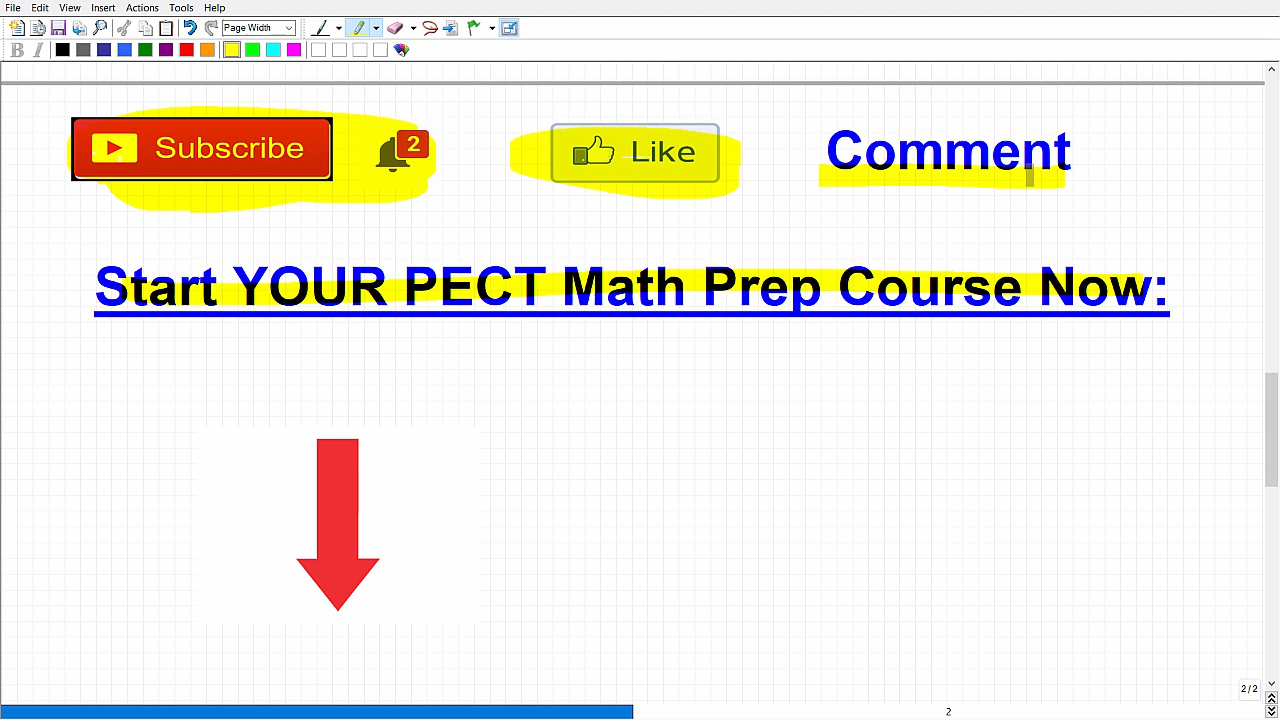 File Edit View Insert Actions Tools Help
Page Width
B I
Subscribe 2 Like Comment
Start YOUR PECT Math Prep Course Now:
2/2
2